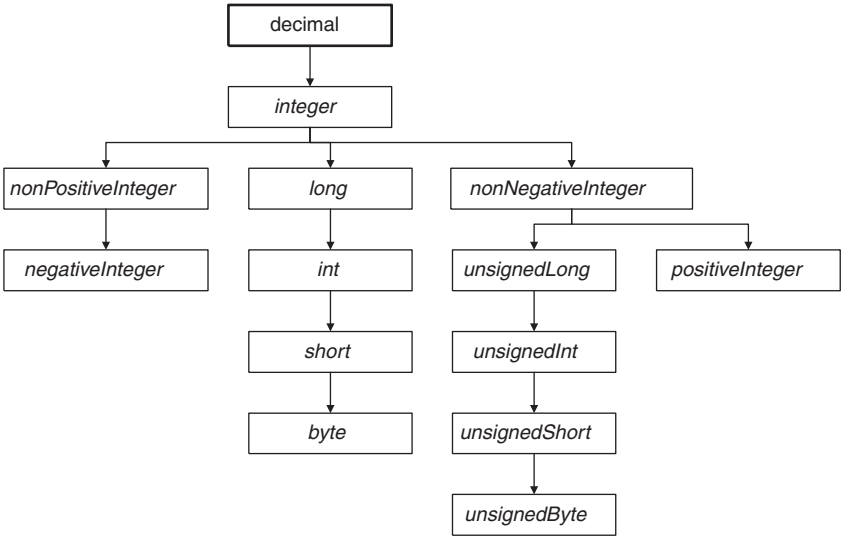 decimal
integer
nonPositiveInteger
long
nonNegativeInteger
negativeInteger
int
unsignedLong
positiveInteger
short
unsignedInt
byte
unsignedShort
unsignedByte